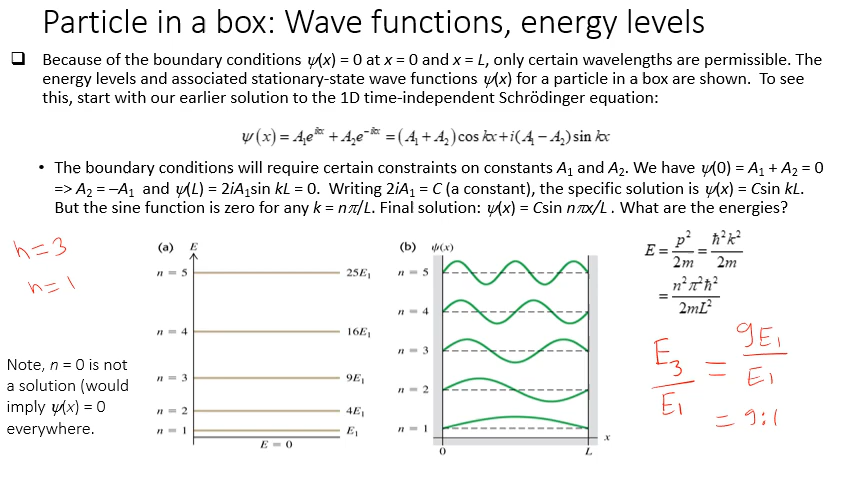 Particle in a box: Wave functions, energy levels
Because of the boundary conditions ψ(x) = 0 at x = 0 and x = L, only certain wavelengths are permissible. The
energy levels and associated stationary-state wave functions ψ(x) for a particle in a box are shown. To see
this, start with our earlier solution to the 1D time-independent Schrödinger equation:
ψ(x) = A₁e^{ikx} + A₂e^{-ikx} = (A₁ + A₂)cos kx + i(A₁ − A₂)sin kx
• The boundary conditions will require certain constraints on constants A₁ and A₂. We have ψ(0) = A₁ + A₂ = 0
=> A₂ = –A₁ and ψ(L) = 2iA₁sin kL = 0. Writing 2iA₁ = C (a constant), the specific solution is ψ(x) = Csin kL.
But the sine function is zero for any k = nπ/L. Final solution: ψ(x) = Csin nπx/L . What are the energies?
n=3
n=1
Note, n = 0 is not
a solution (would
imply ψ(x) = 0
everywhere.
(a) E
n = 5 25E₁
n = 4 16E₁
n = 3 9E₁
n = 2 4E₁
n = 1 E₁
E = 0
(b) ψ(x)
n = 5
n = 4
n = 3
n = 2
n = 1
x
0 L
E = p²/2m = ħ²k²/2m
= n²π²ħ²/2mL²
E₃/E₁ = 9E₁/E₁
= 9:1